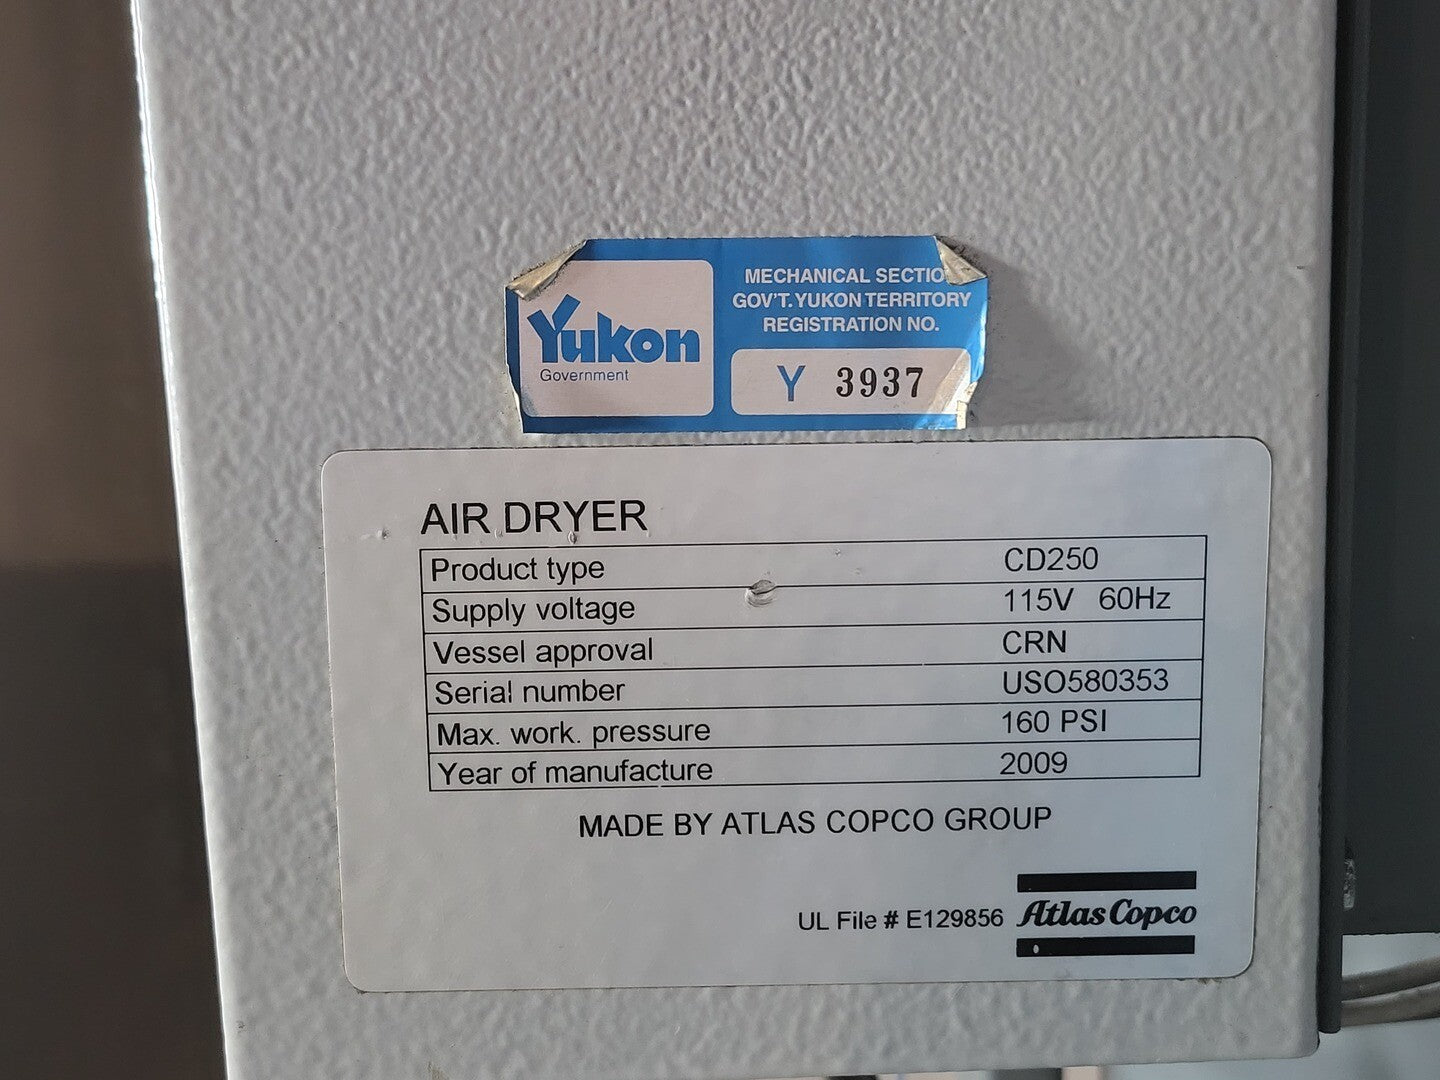 Yukon
Government
MECHANICAL SECTIO
GOV'T. YUKON TERRITORY
REGISTRATION NO.
Y 3937
AIR DRYER
Product type CD250
Supply voltage 115V 60Hz
Vessel approval CRN
Serial number USO580353
Max. work. pressure 160 PSI
Year of manufacture 2009
MADE BY ATLAS COPCO GROUP
UL File # E129856 Atlas Copco